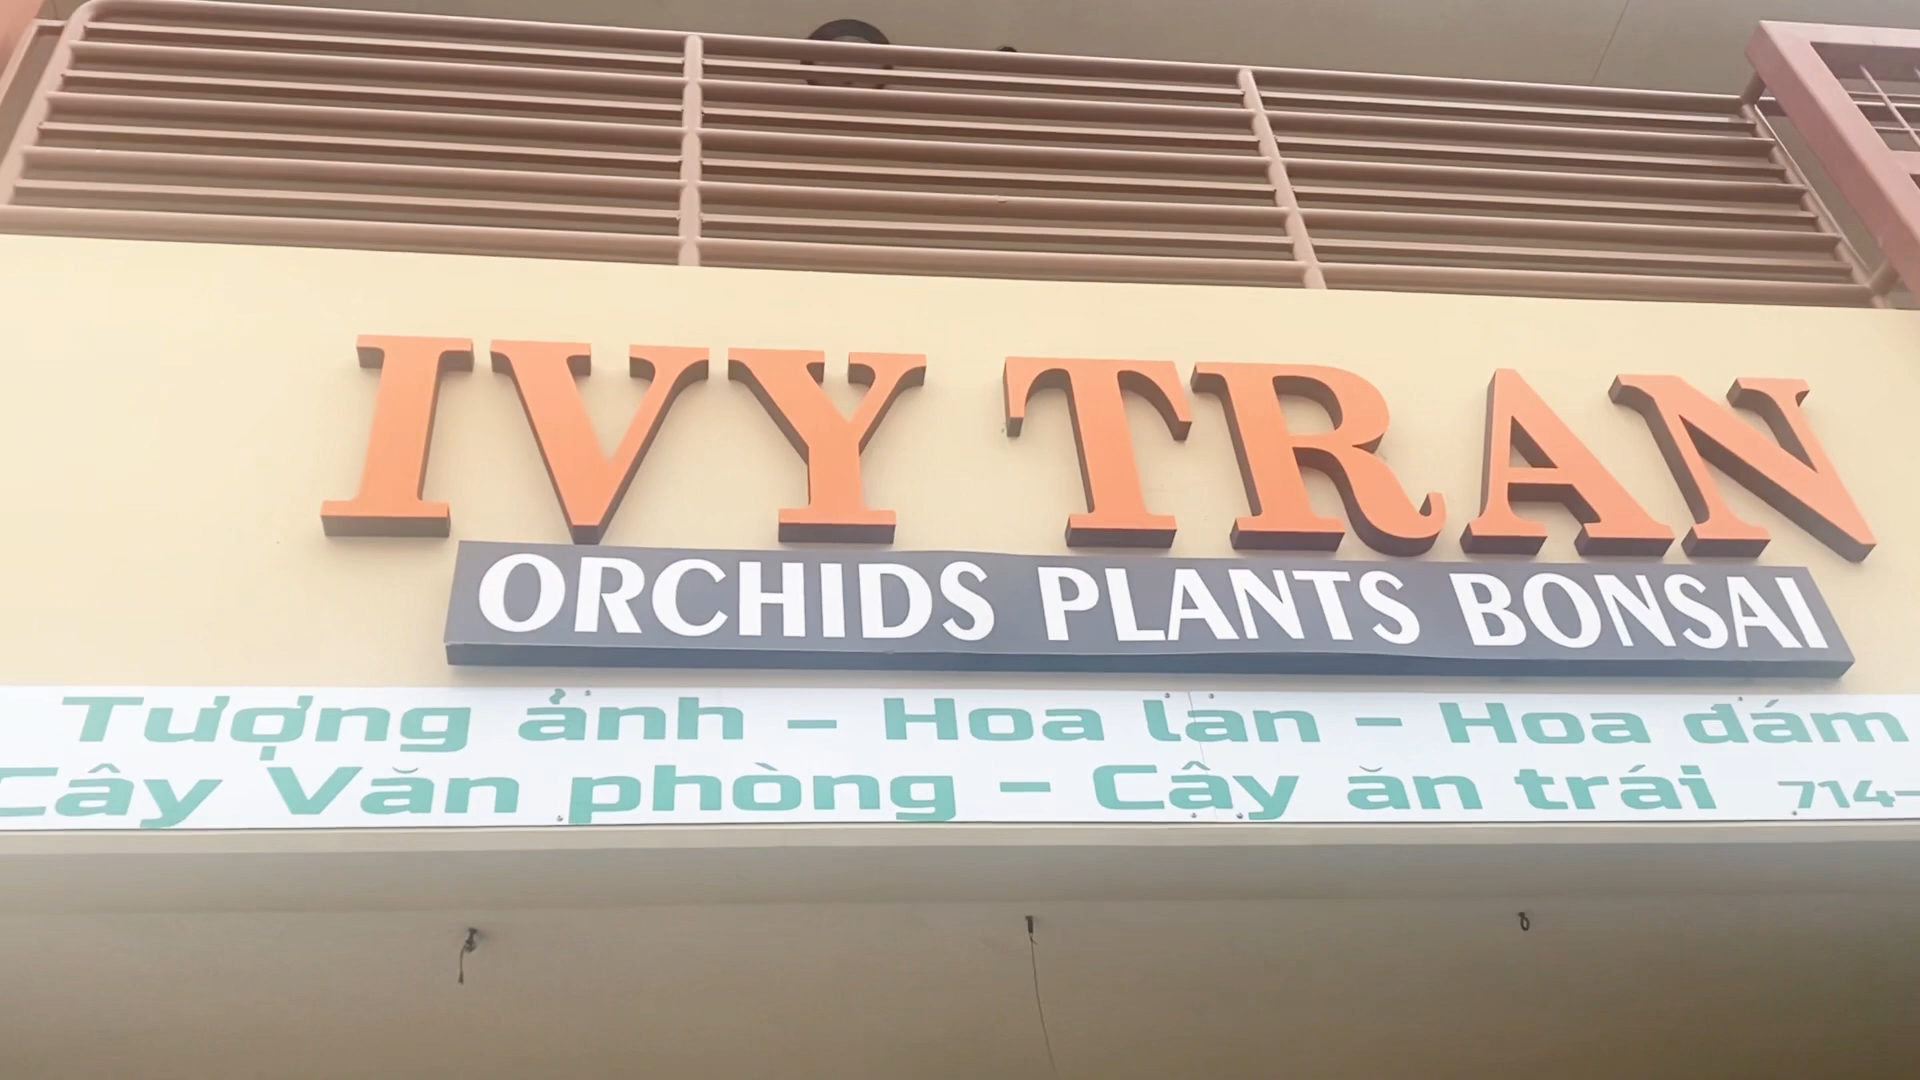 IVY TRAN
ORCHIDS PLANTS BONSAI
Tượng ảnh - Hoa lan - Hoa đám
Cây Văn phòng - Cây ăn trái 714-